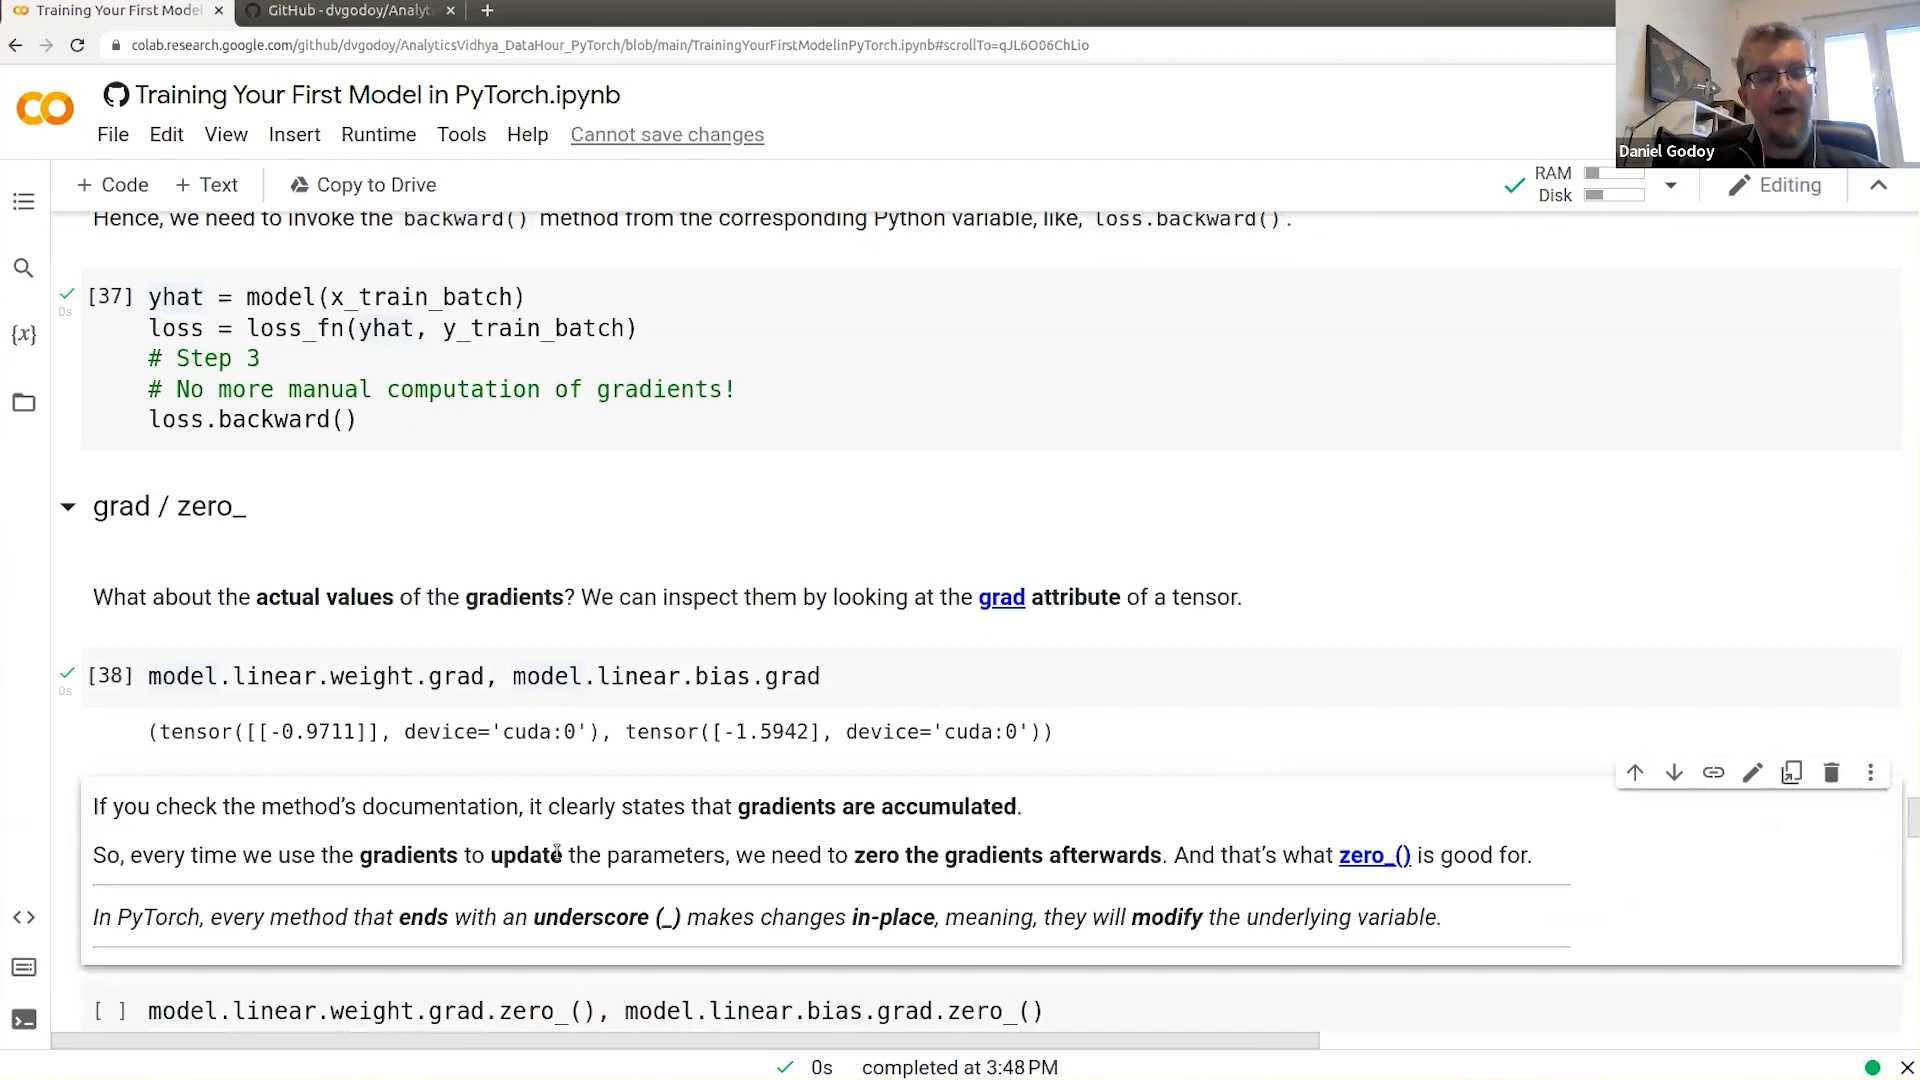 Training Your First Model
GitHub - dvgodoy/Analyt
colab.research.google.com/github/dvgodoy/AnalyticsVidhya_DataHour_PyTorch/blob/main/TrainingYourFirstModelinPyTorch.ipynb#scrollTo=qJL6O06ChLio
Training Your First Model in PyTorch.ipynb
File Edit View Insert Runtime Tools Help Cannot save changes
Daniel Godoy
+ Code + Text Copy to Drive
RAM
Disk
Editing
Hence, we need to invoke the backward() method from the corresponding Python variable, like, loss.backward().
[37] yhat = model(x_train_batch)
0s
loss = loss_fn(yhat, y_train_batch)
# Step 3
# No more manual computation of gradients!
loss.backward()
grad / zero_
What about the actual values of the gradients? We can inspect them by looking at the grad attribute of a tensor.
[38] model.linear.weight.grad, model.linear.bias.grad
0s
(tensor([[-0.9711]], device='cuda:0'), tensor([-1.5942], device='cuda:0'))
If you check the method’s documentation, it clearly states that gradients are accumulated.
So, every time we use the gradients to update the parameters, we need to zero the gradients afterwards. And that’s what zero_() is good for.
In PyTorch, every method that ends with an underscore (_) makes changes in-place, meaning, they will modify the underlying variable.
[ ] model.linear.weight.grad.zero_(), model.linear.bias.grad.zero_()
0s completed at 3:48 PM